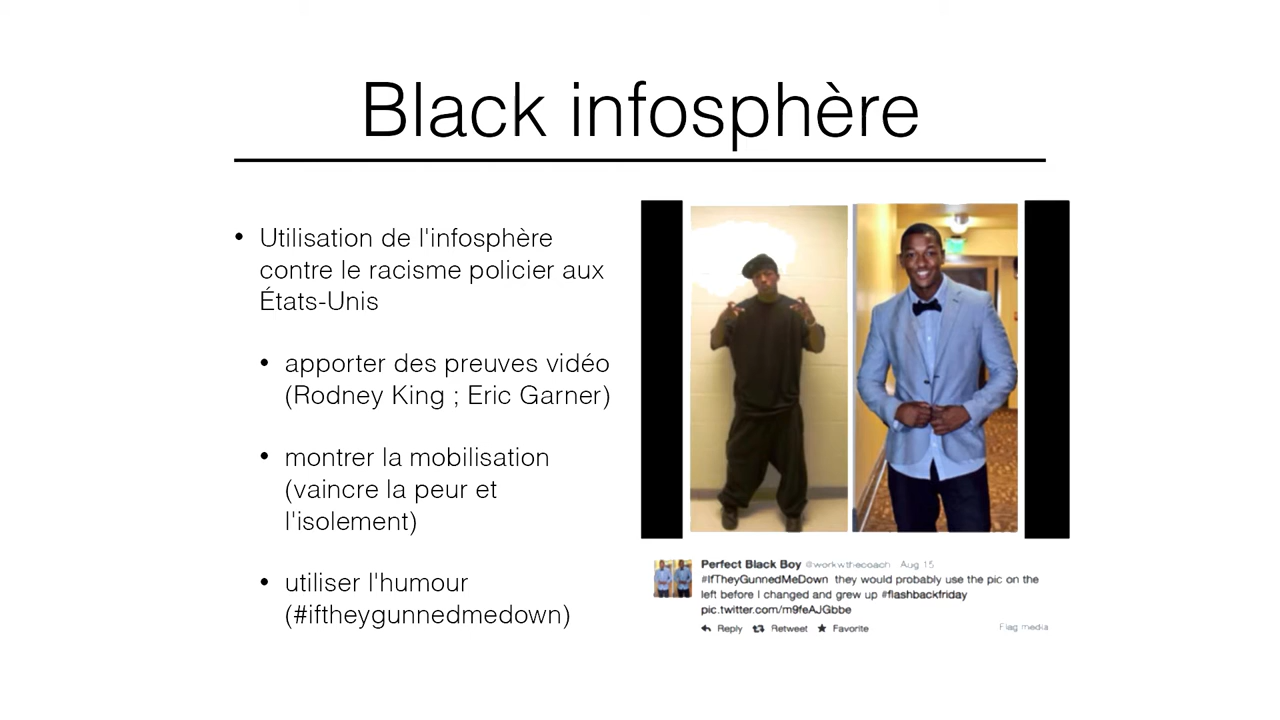 Black infosphère
• Utilisation de l'infosphère
contre le racisme policier aux
États-Unis
• apporter des preuves vidéo
(Rodney King ; Eric Garner)
• montrer la mobilisation
(vaincre la peur et
l'isolement)
• utiliser l'humour
(#iftheygunnedmedown)
Perfect Black Boy @workwthecoach Aug 15
#IfTheyGunnedMeDown they would probably use the pic on the
left before I changed and grew up #flashbackfriday
pic.twitter.com/m9feAJGbbe
Reply Retweet Favorite Flag media